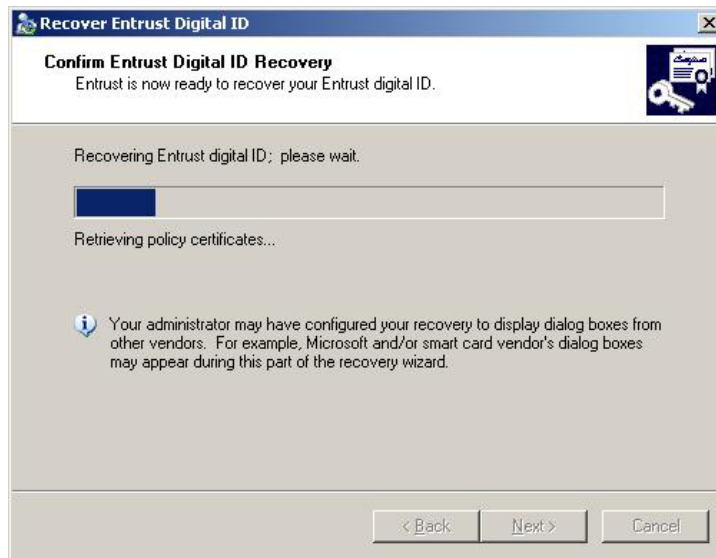 Recover Entrust Digital ID
Confirm Entrust Digital ID Recovery
Entrust is now ready to recover your Entrust digital ID.
Recovering Entrust digital ID; please wait.
Retrieving policy certificates...
Your administrator may have configured your recovery to display dialog boxes from
other vendors. For example, Microsoft and/or smart card vendor's dialog boxes
may appear during this part of the recovery wizard.
< Back Next > Cancel